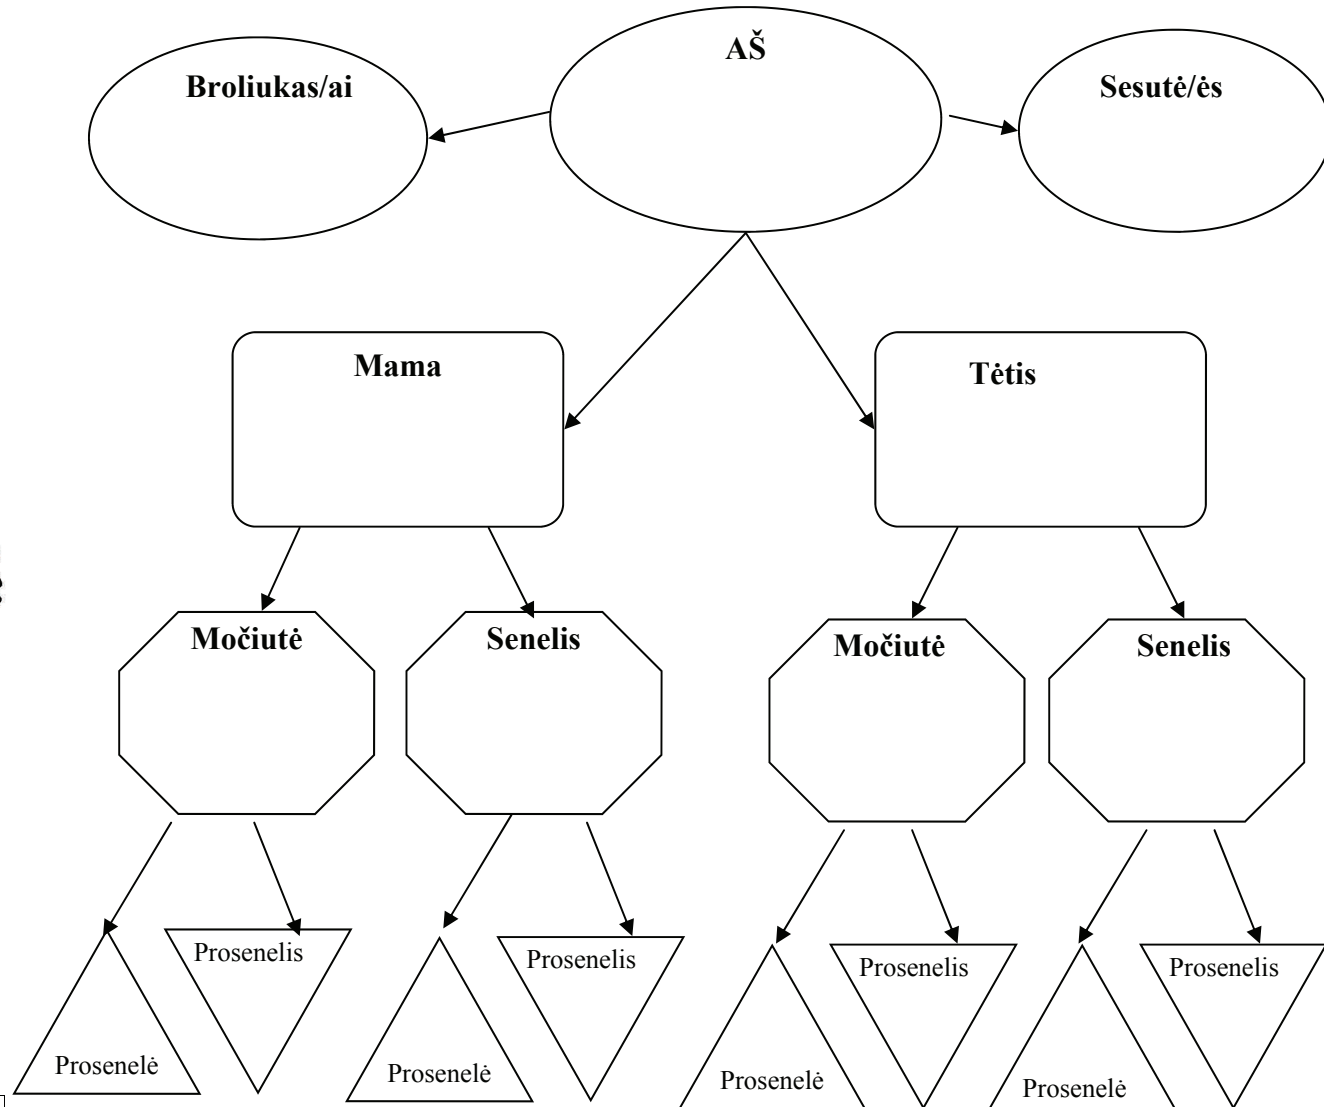 AŠ
Broliukas/ai
Sesutė/ės
Mama
Tėtis
Močiutė
Senelis
Močiutė
Senelis
Prosenelė
Prosenelis
Prosenelė
Prosenelis
Prosenelė
Prosenelis
Prosenelė
Prosenelis